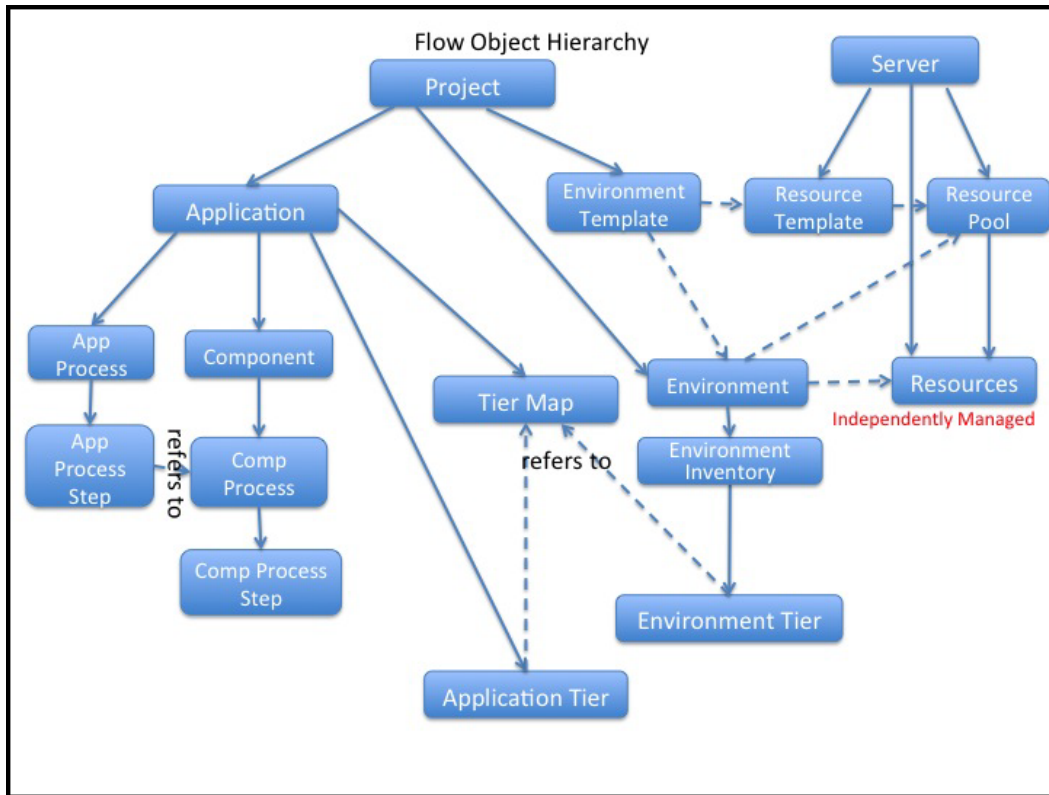 Flow Object Hierarchy
Project
Server
Application
Environment
Template
Resource
Template
Resource
Pool
App
Process
Component
Tier Map
Environment
Resources
Independently Managed
App
Process
Step
refers to
Comp
Process
refers to
Environment
Inventory
Comp Process
Step
Environment Tier
Application Tier